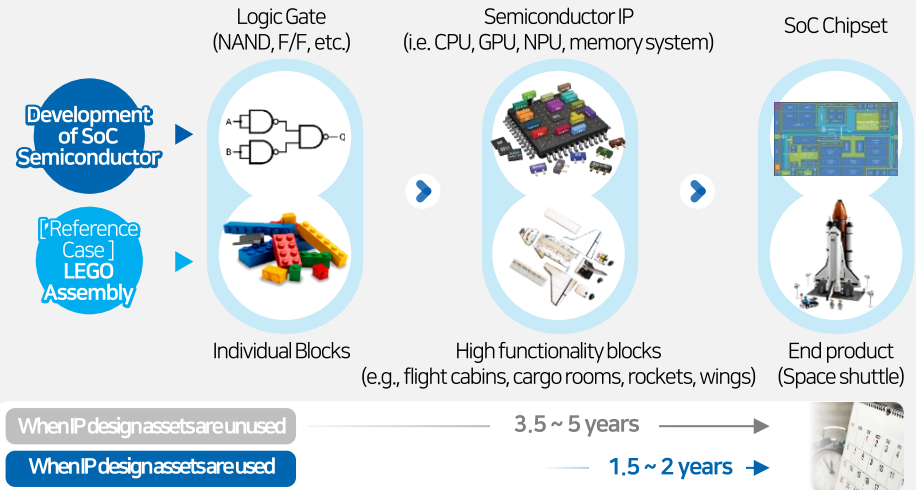 Logic Gate
(NAND, F/F, etc.)
Semiconductor IP
(i.e. CPU, GPU, NPU, memory system)
SoC Chipset
Development
of SoC
Semiconductor
A
B
Q
[「Reference
Case ]
LEGO
Assembly
Individual Blocks
High functionality blocks
(e.g., flight cabins, cargo rooms, rockets, wings)
End product
(Space shuttle)
When IP design assets are unused
3.5 ~ 5 years
When IP design assets are used
1.5 ~ 2 years